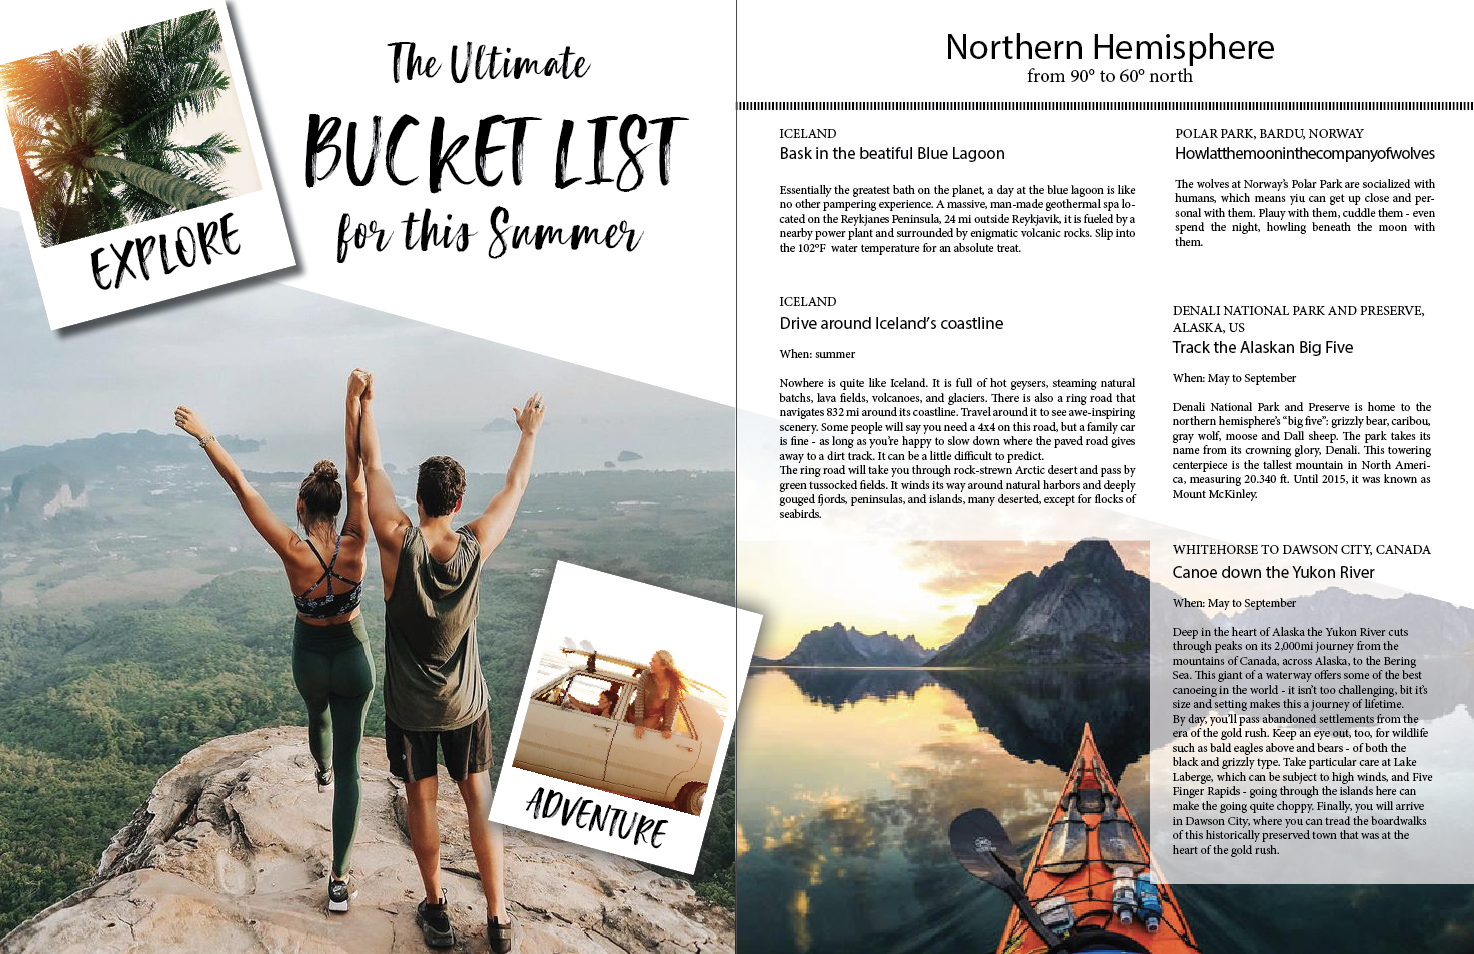 The Ultimate
BUCKET LIST
for this Summer
EXPLORE
ADVENTURE
Northern Hemisphere
from 90° to 60° north
ICELAND
Bask in the beatiful Blue Lagoon
Essentially the greatest bath on the planet, a day at the blue lagoon is like
no other pampering experience. A massive, man-made geothermal spa lo-
cated on the Reykjanes Peninsula, 24 mi outside Reykjavik, it is fueled by a
nearby power plant and surrounded by enigmatic volcanic rocks. Slip into
the 102°F  water temperature for an absolute treat.
ICELAND
Drive around Iceland's coastline
When: summer
Nowhere is quite like Iceland. It is full of hot geysers, steaming natural
batchs, lava fields, volcanoes, and glaciers. There is also a ring road that
navigates 832 mi around its coastline. Travel around it to see awe-inspiring
scenery. Some people will say you need a 4x4 on this road, but a family car
is fine - as long as you're happy to slow down where the paved road gives
away to a dirt track. It can be a little difficult to predict.
The ring road will take you through rock-strewn Arctic desert and pass by
green tussocked fields. It winds its way around natural harbors and deeply
gouged fjords, peninsulas, and islands, many deserted, except for flocks of
seabirds.
POLAR PARK, BARDU, NORWAY
Howlatthemooninthecompanyofwolves
The wolves at Norway's Polar Park are socialized with
humans, which means yiu can get up close and per-
sonal with them. Plauy with them, cuddle them - even
spend the night, howling beneath the moon with
them.
DENALI NATIONAL PARK AND PRESERVE,
ALASKA, US
Track the Alaskan Big Five
When: May to September
Denali National Park and Preserve is home to the
northern hemisphere's "big five": grizzly bear, caribou,
gray wolf, moose and Dall sheep. The park takes its
name from its crowning glory, Denali. This towering
centerpiece is the tallest mountain in North Ameri-
ca, measuring 20.340 ft. Until 2015, it was known as
Mount McKinley.
WHITEHORSE TO DAWSON CITY, CANADA
Canoe down the Yukon River
When: May to September
Deep in the heart of Alaska the Yukon River cuts
through peaks on its 2,000mi journey from the
mountains of Canada, across Alaska, to the Bering
Sea. This giant of a waterway offers some of the best
canoeing in the world - it isn't too challenging, bit it's
size and setting makes this a journey of lifetime.
By day, you'll pass abandoned settlements from the
era of the gold rush. Keep an eye out, too, for wildlife
such as bald eagles above and bears - of both the
black and grizzly type. Take particular care at Lake
Laberge, which can be subject to high winds, and Five
Finger Rapids - going through the islands here can
make the going quite choppy. Finally, you will arrive
in Dawson City, where you can tread the boardwalks
of this historically preserved town that was at the
heart of the gold rush.